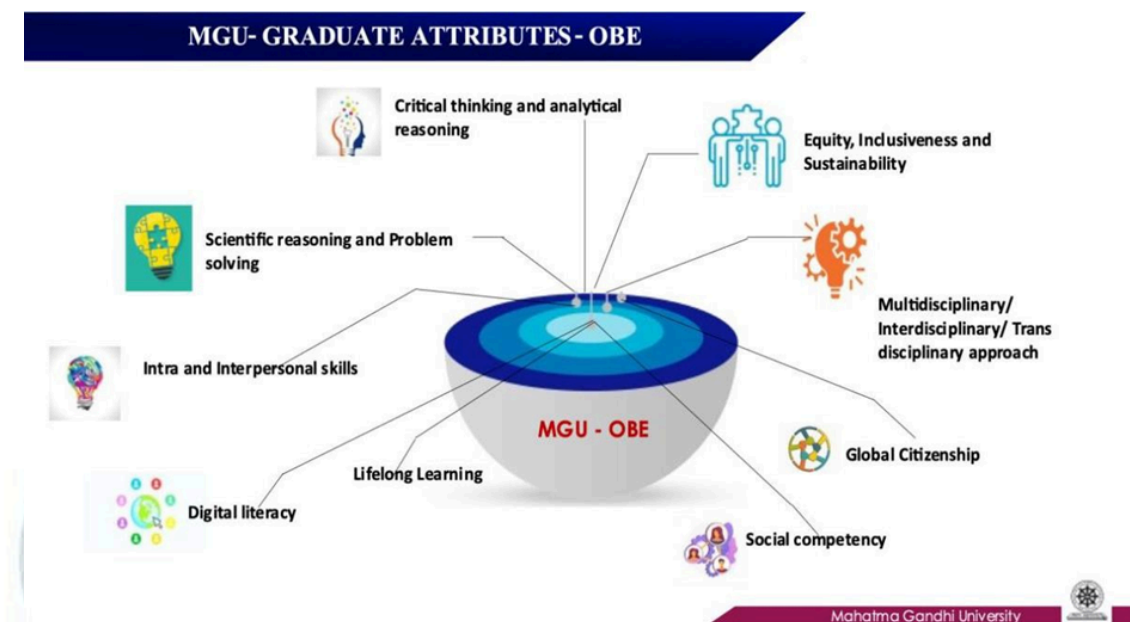 MGU- GRADUATE ATTRIBUTES - OBE
Critical thinking and analytical
reasoning
Equity, Inclusiveness and
Sustainability
Scientific reasoning and Problem
solving
Multidisciplinary/
Interdisciplinary/ Trans
disciplinary approach
Intra and Interpersonal skills
MGU - OBE
Global Citizenship
Lifelong Learning
Digital literacy
Social competency
Mahatma Gandhi University